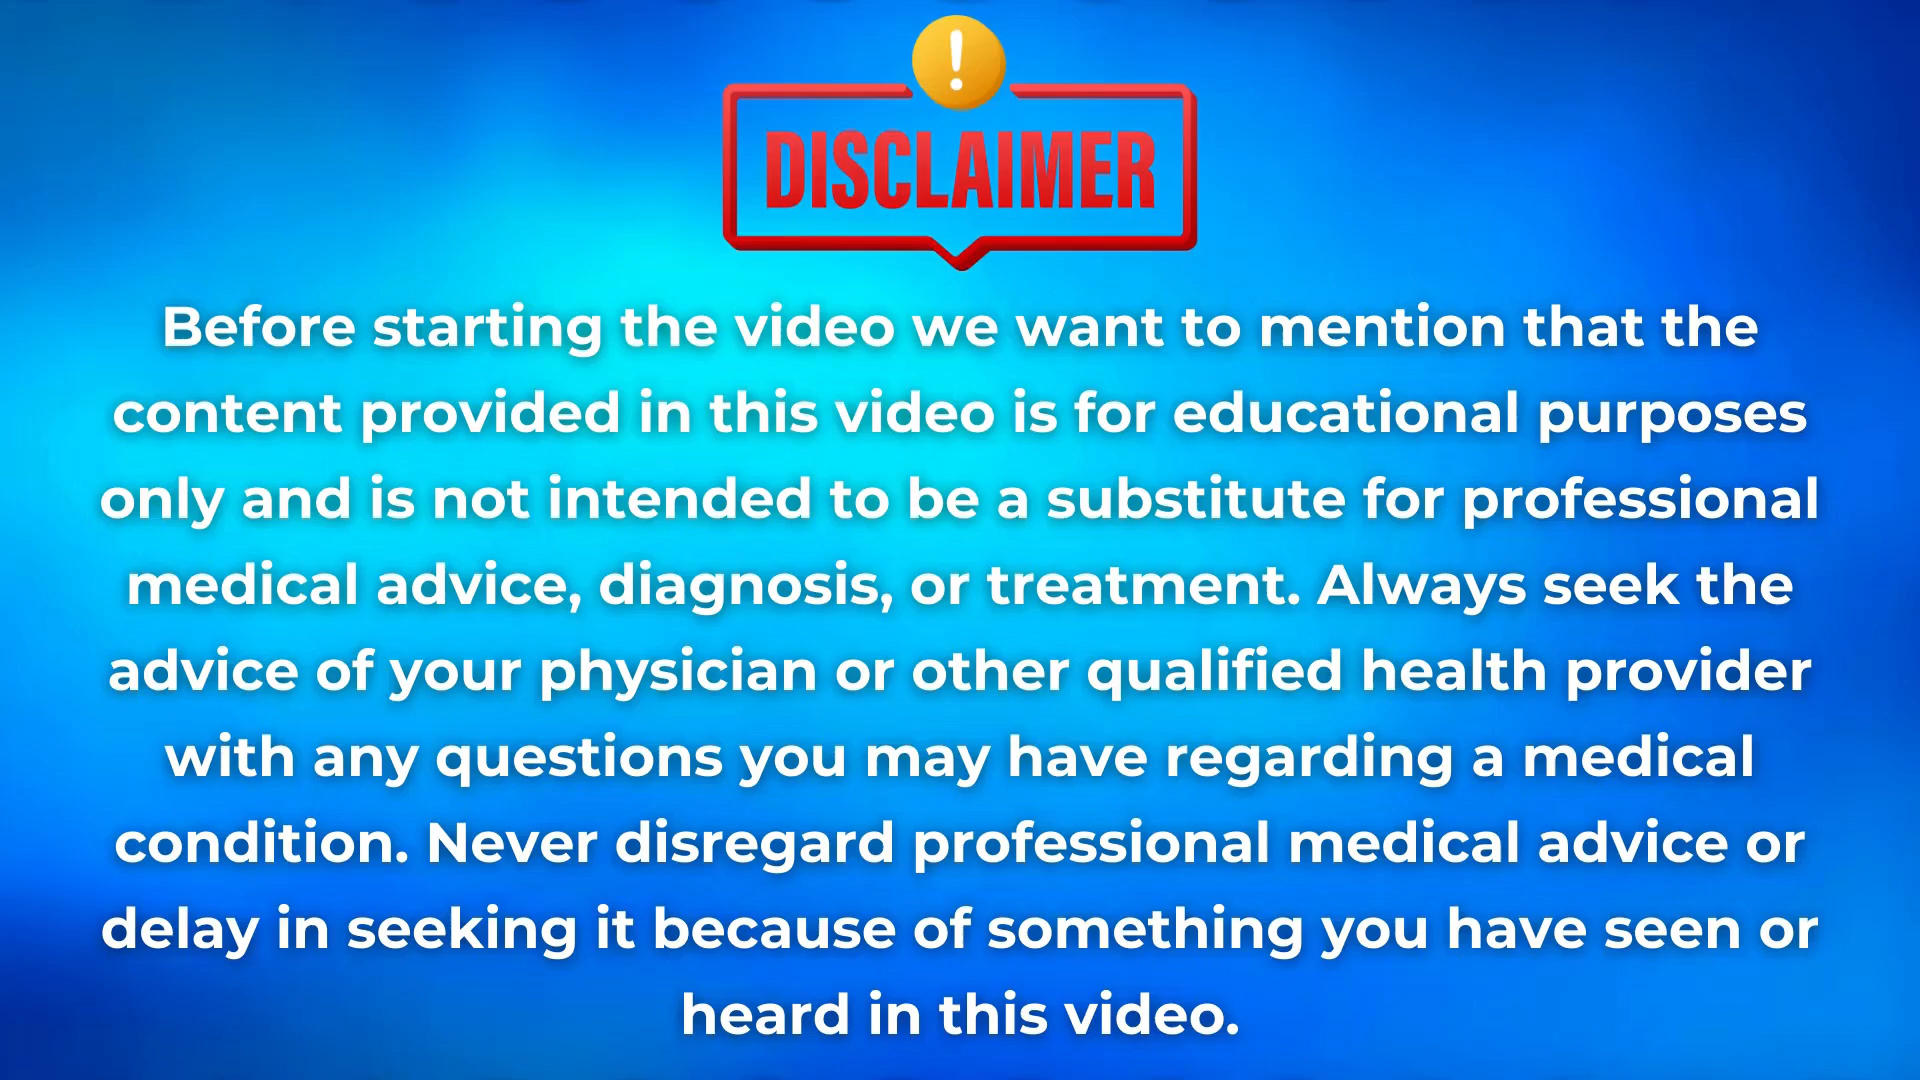 !
DISCLAIMER
Before starting the video we want to mention that the
content provided in this video is for educational purposes
only and is not intended to be a substitute for professional
medical advice, diagnosis, or treatment. Always seek the
advice of your physician or other qualified health provider
with any questions you may have regarding a medical
condition. Never disregard professional medical advice or
delay in seeking it because of something you have seen or
heard in this video.